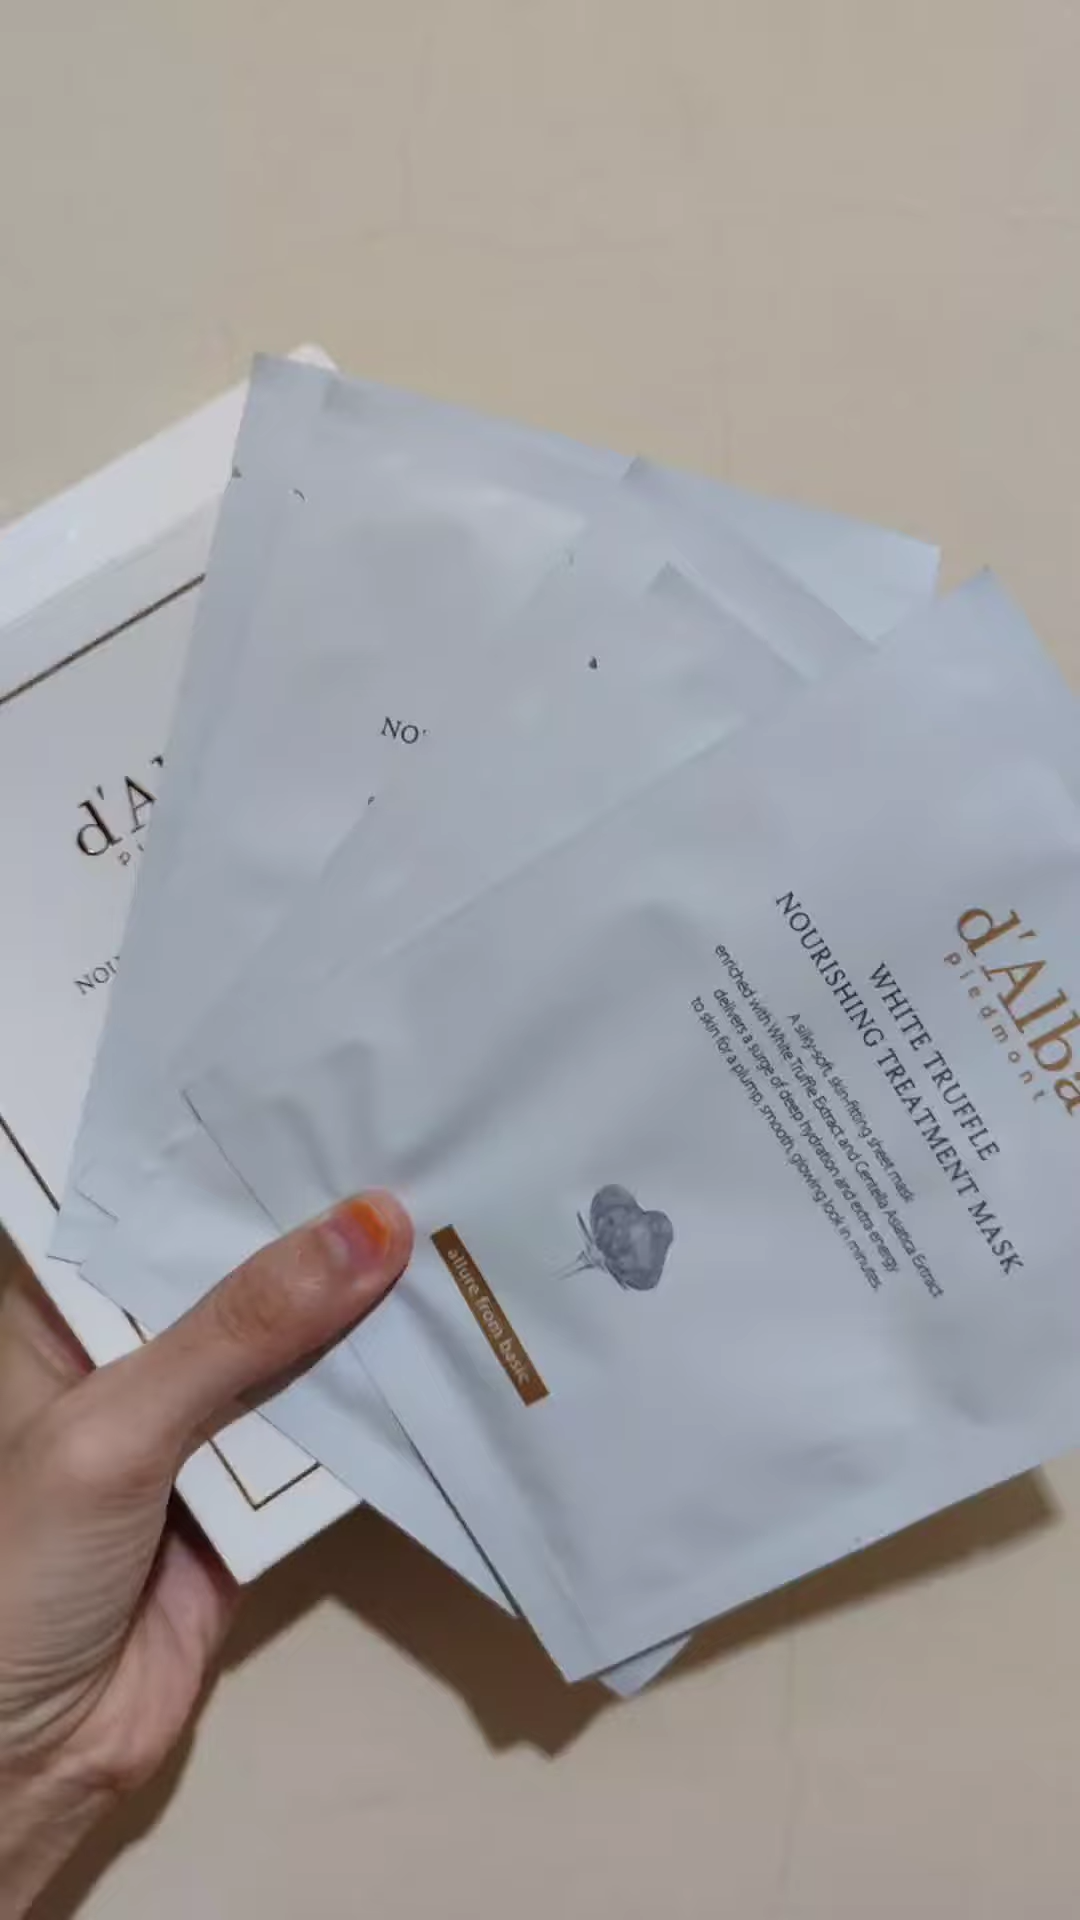 d'A
NOU
NO
d'Alba
piedmont
WHITE TRUFFLE
NOURISHING TREATMENT MASK
A silky-soft, skin-fitting sheet mask
enriched with White Truffle Extract and Centella Asiatica Extract
delivers a surge of deep hydration and extra energy
to skin for a plump, smooth, glowing look in minutes.
allure from basic